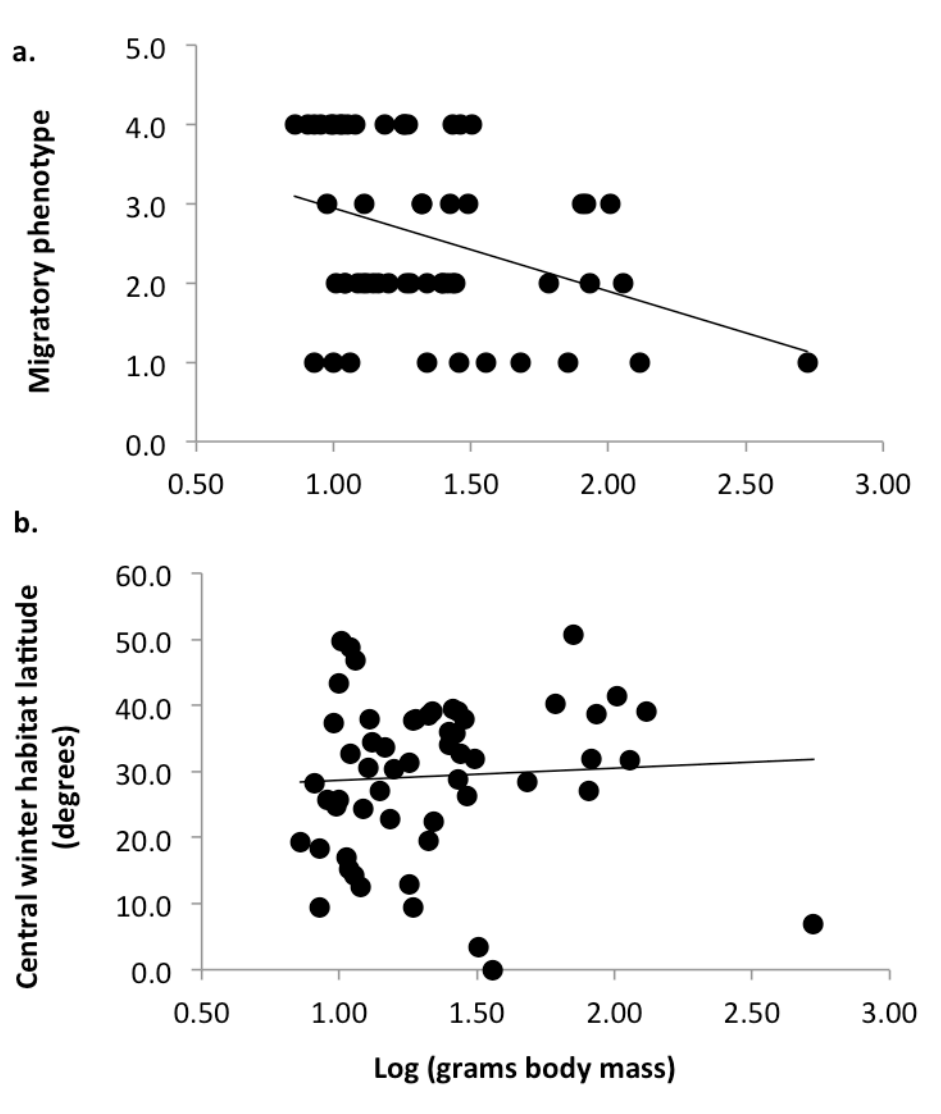 a.
Migratory phenotype
5.0
4.0
3.0
2.0
1.0
0.0
0.50 1.00 1.50 2.00 2.50 3.00
b.
Central winter habitat latitude
(degrees)
60.0
50.0
40.0
30.0
20.0
10.0
0.0
0.50 1.00 1.50 2.00 2.50 3.00
Log (grams body mass)